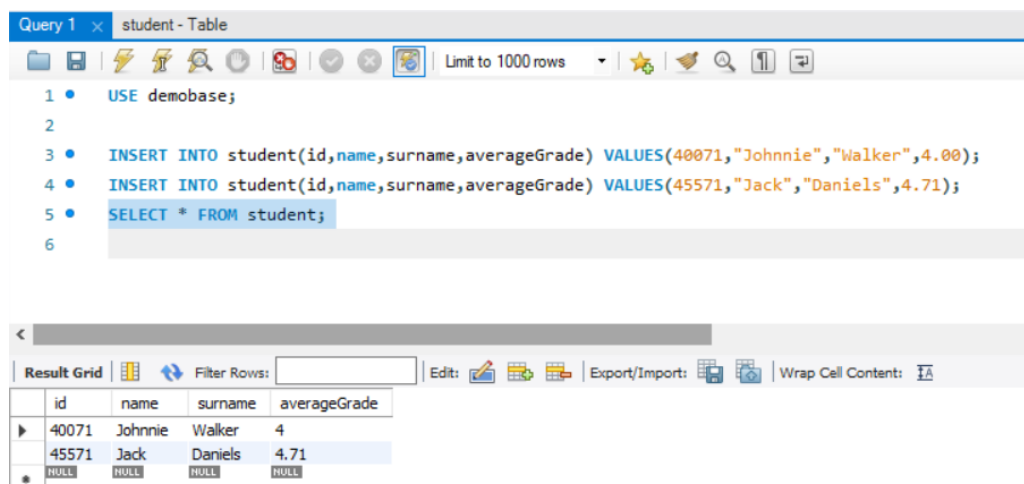 Query 1 × student - Table
Limit to 1000 rows
1 USE demobase;
2
3 INSERT INTO student(id,name,surname,averageGrade) VALUES(40071,"Johnnie","Walker",4.00);
4 INSERT INTO student(id,name,surname,averageGrade) VALUES(45571,"Jack","Daniels",4.71);
5 SELECT * FROM student;
6
Result Grid Filter Rows: Edit: Export/Import: Wrap Cell Content: IA
id name surname averageGrade
40071 Johnnie Walker 4
45571 Jack Daniels 4.71
NULL NULL NULL NULL